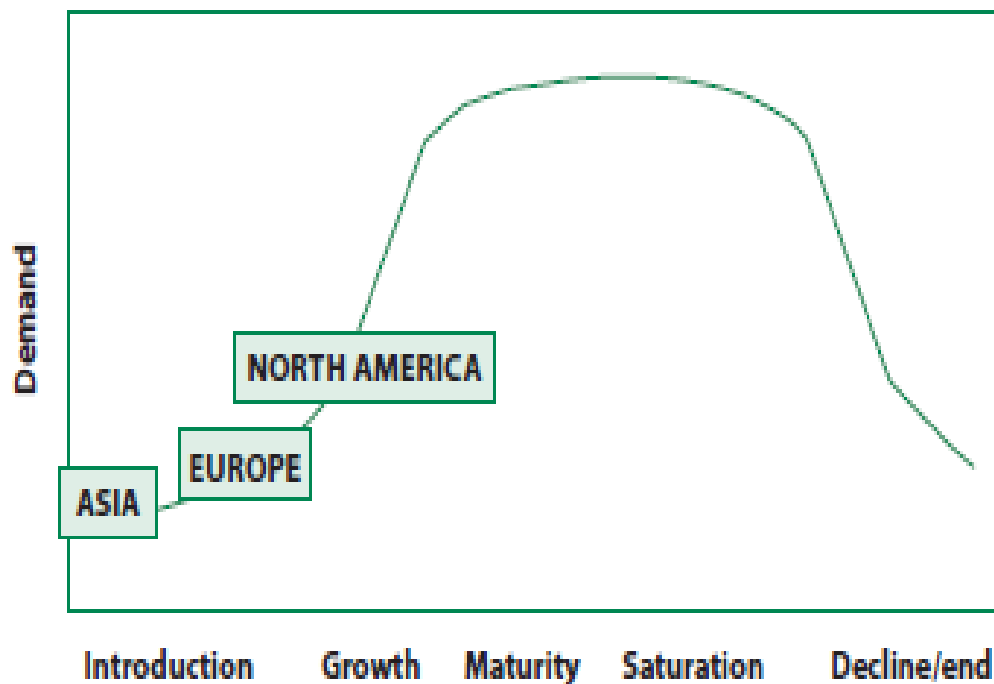 Demand
NORTH AMERICA
EUROPE
ASIA
Introduction Growth Maturity Saturation Decline/end